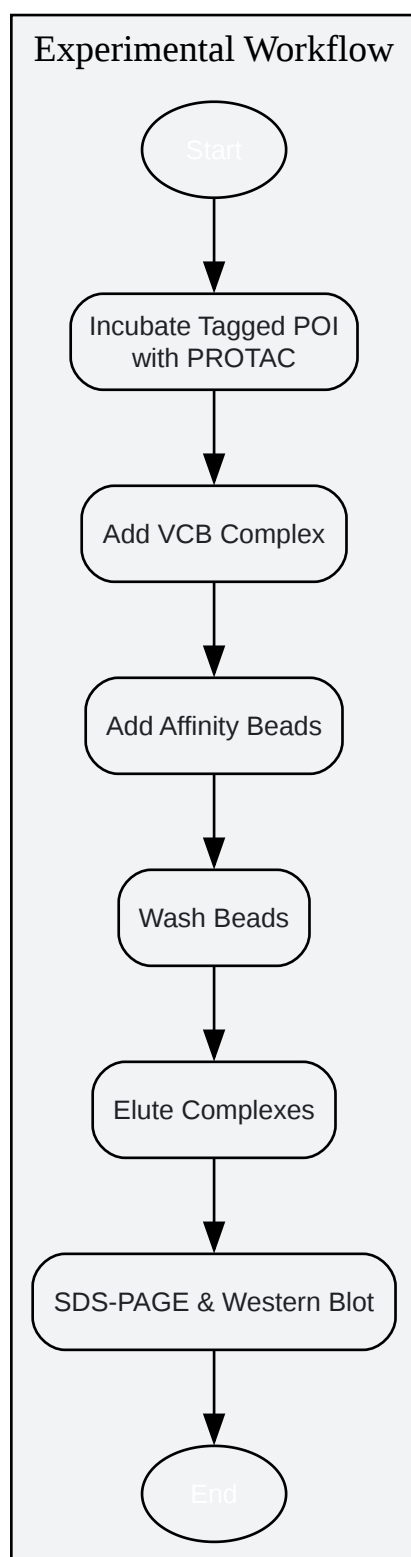 Experimental Workflow
Start
Incubate Tagged POI
with PROTAC
Add VCB Complex
Add Affinity Beads
Wash Beads
Elute Complexes
SDS-PAGE & Western Blot
End